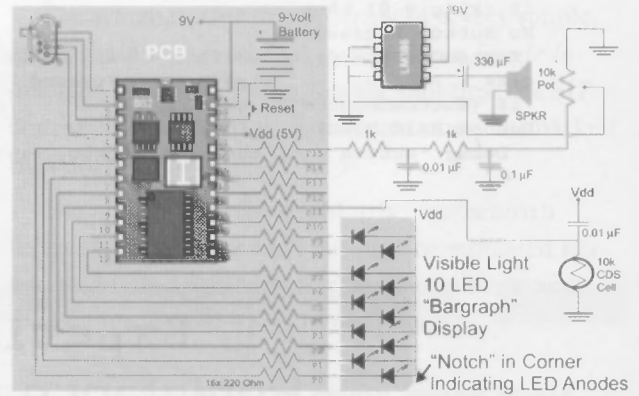 9V
9-Volt
Battery
PCB
9V
LM386
330 µF
SPKR
10k
Pot
Reset
Vdd (5V)
1k
1k
0.01 µF
0.1 µF
P15
P14
P13
P12
P11
P10
P9
P8
P7
P6
P5
P4
P3
P2
P1
P0
Vdd
Vdd
0.01 µF
10k
CDS
Cell
Visible Light
10 LED
"Bargraph"
Display
"Notch" in Corner
Indicating LED Anodes
16x 220 Ohm